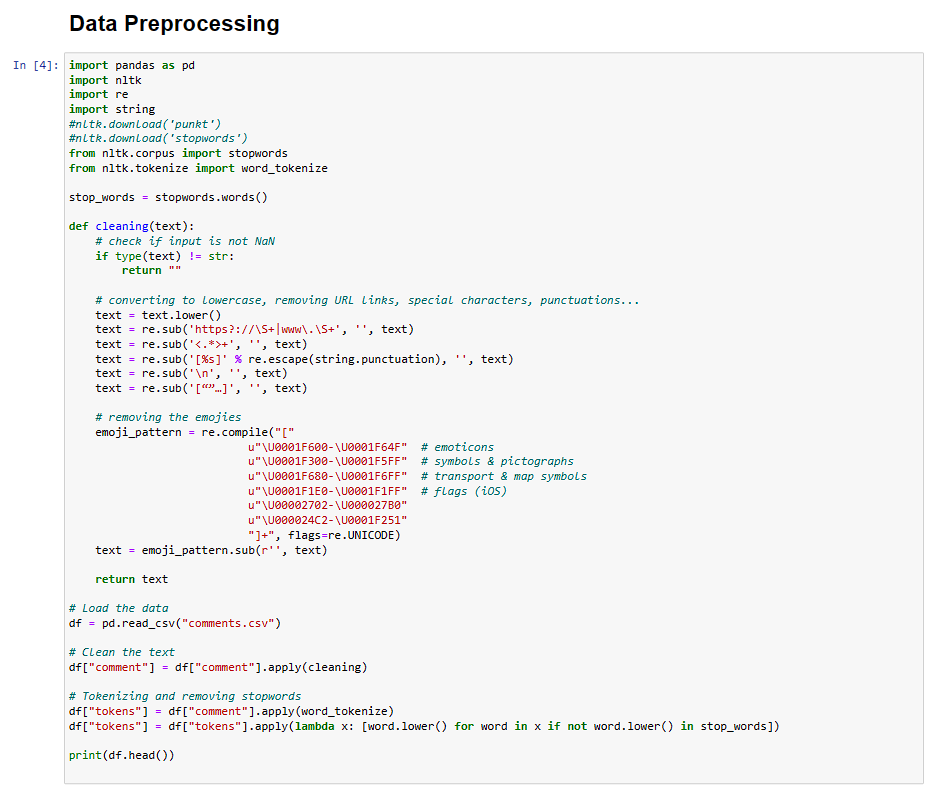 Data Preprocessing
In [4]: import pandas as pd
import nltk
import re
import string
#nltk.download('punkt')
#nltk.download('stopwords')
from nltk.corpus import stopwords
from nltk.tokenize import word_tokenize

stop_words = stopwords.words()

def cleaning(text):
    # check if input is not NaN
    if type(text) != str:
        return ""

    # converting to lowercase, removing URL links, special characters, punctuations...
    text = text.lower()
    text = re.sub('https?://\S+|www\.\S+', '', text)
    text = re.sub('<.*>+', '', text)
    text = re.sub('[%s]' % re.escape(string.punctuation), '', text)
    text = re.sub('\n', '', text)
    text = re.sub('[“”…]', '', text)

    # removing the emojies
    emoji_pattern = re.compile("["
                           u"\U0001F600-\U0001F64F"  # emoticons
                           u"\U0001F300-\U0001F5FF"  # symbols & pictographs
                           u"\U0001F680-\U0001F6FF"  # transport & map symbols
                           u"\U0001F1E0-\U0001F1FF"  # flags (iOS)
                           u"\U00002702-\U000027B0"
                           u"\U000024C2-\U0001F251"
                           "]+", flags=re.UNICODE)
    text = emoji_pattern.sub(r'', text)

    return text

# Load the data
df = pd.read_csv("comments.csv")

# Clean the text
df["comment"] = df["comment"].apply(cleaning)

# Tokenizing and removing stopwords
df["tokens"] = df["comment"].apply(word_tokenize)
df["tokens"] = df["tokens"].apply(lambda x: [word.lower() for word in x if not word.lower() in stop_words])

print(df.head())